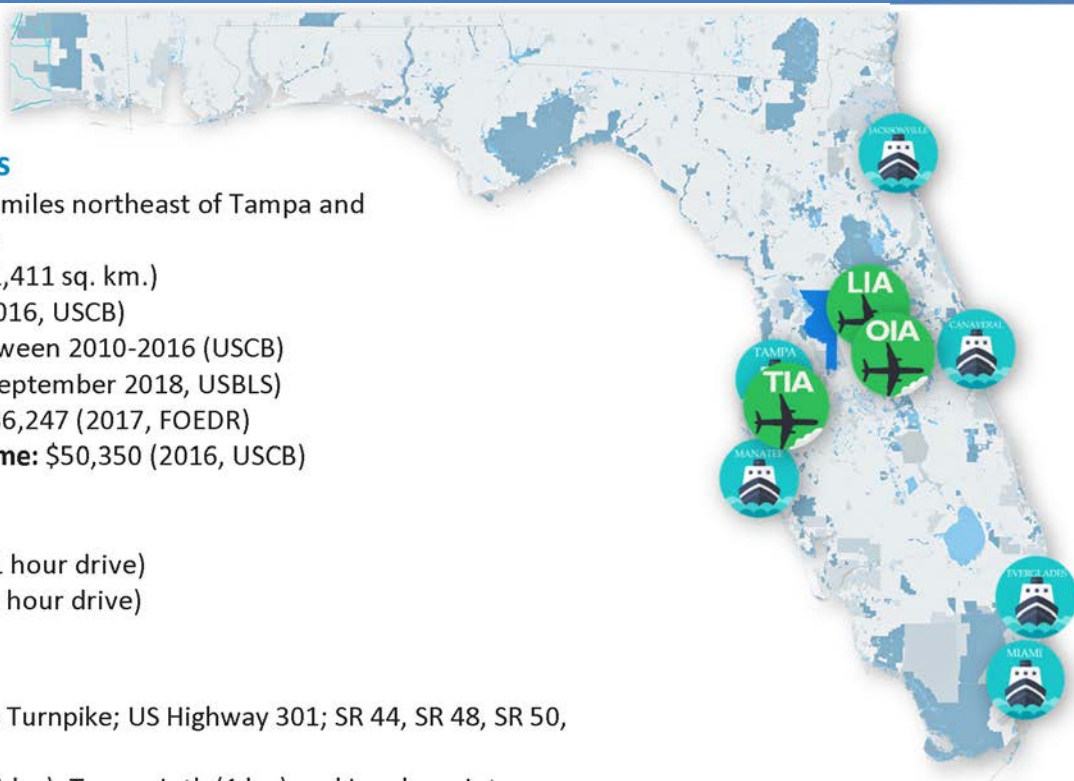 s
miles northeast of Tampa and
,411 sq. km.)
016, USCB)
ween 2010-2016 (USCB)
eptember 2018, USBLS)
6,247 (2017, FOEDR)
me: $50,350 (2016, USCB)
hour drive)
hour drive)
Turnpike; US Highway 301; SR 44, SR 48, SR 50,
JACKSONVILLE
LIA
OIA
CANAVERAL
TAMPA
TIA
MANATEE
EVERGLADES
MIAMI